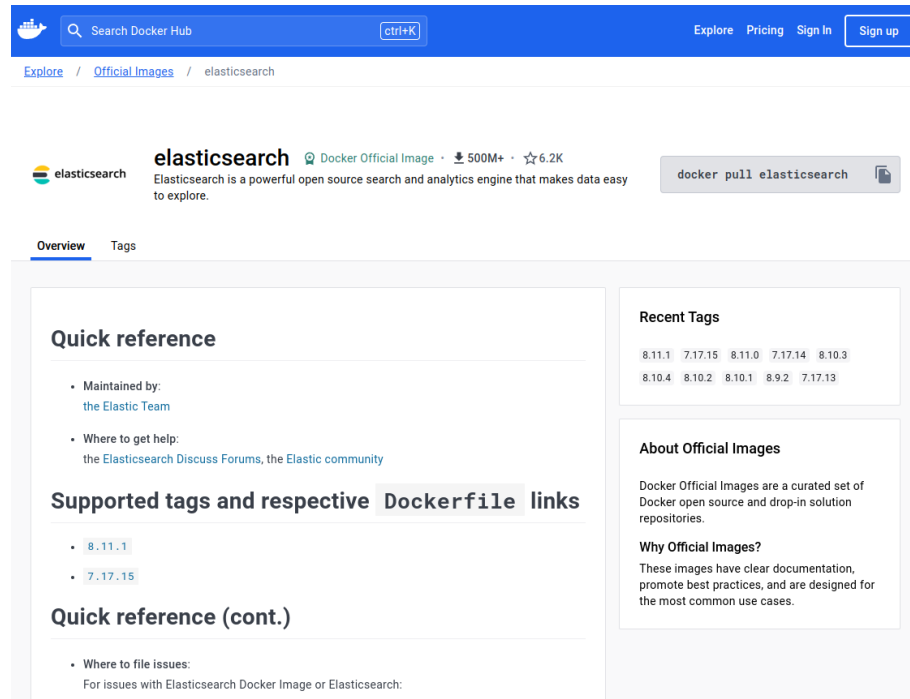 Search Docker Hub
ctrl+K
Explore Pricing Sign In Sign up
Explore / Official Images / elasticsearch
elasticsearch
elasticsearch Docker Official Image · 500M+ · 6.2K
Elasticsearch is a powerful open source search and analytics engine that makes data easy
to explore.
docker pull elasticsearch
Overview Tags
Quick reference
• Maintained by:
the Elastic Team
• Where to get help:
the Elasticsearch Discuss Forums, the Elastic community
Supported tags and respective Dockerfile links
• 8.11.1
• 7.17.15
Quick reference (cont.)
• Where to file issues:
For issues with Elasticsearch Docker Image or Elasticsearch:
Recent Tags
8.11.1 7.17.15 8.11.0 7.17.14 8.10.3
8.10.4 8.10.2 8.10.1 8.9.2 7.17.13
About Official Images
Docker Official Images are a curated set of
Docker open source and drop-in solution
repositories.
Why Official Images?
These images have clear documentation,
promote best practices, and are designed for
the most common use cases.